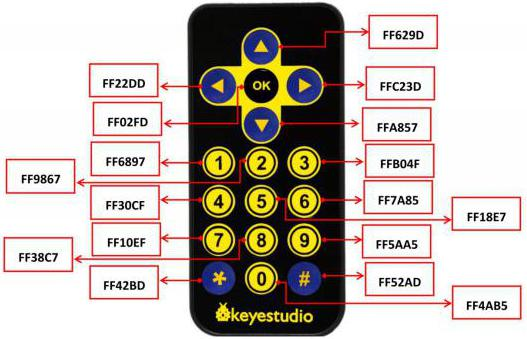 FF629D
FF22DD
OK
FFC23D
FF02FD
FFA857
FF6897
1
2
3
FFB04F
FF9867
FF30CF
4
5
6
FF7A85
FF18E7
FF10EF
7
8
9
FF5AA5
FF38C7
FF42BD
*
0
#
FF52AD
FF4AB5
keyestudio